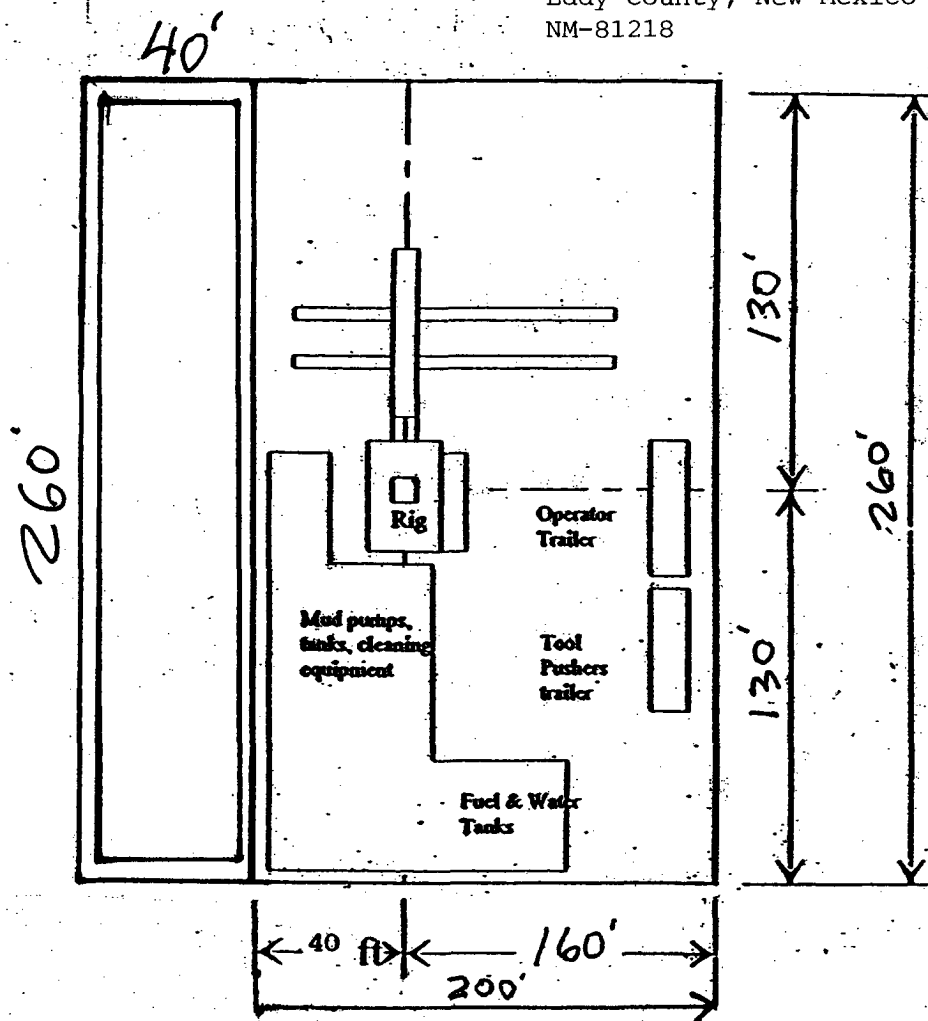 Eddy County, New Mexico
NM-81218
40'
130'
260'
260'
Rig
Operator
Trailer
Mud pumps,
tanks, cleaning
equipment
Tool
Pushers
trailer
130'
Fuel & Water
Tanks
40 ft
160'
200'